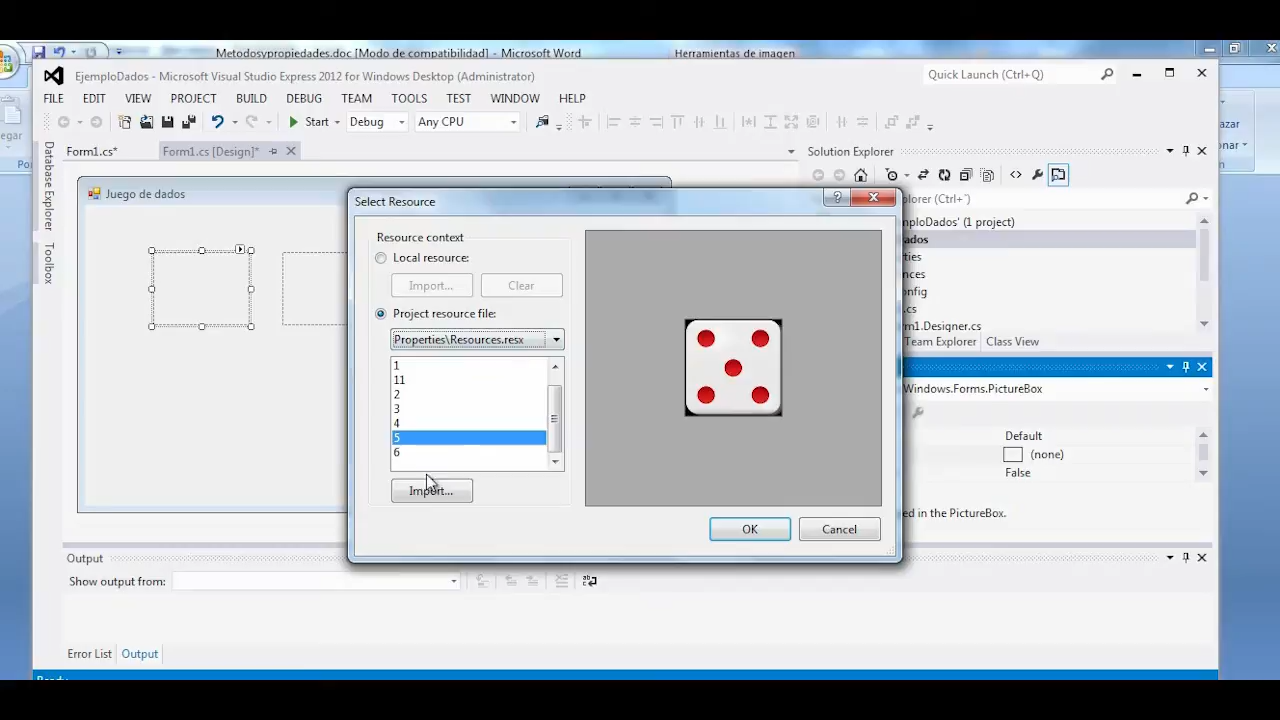 Metodosypropiedades.doc [Modo de compatibilidad] - Microsoft Word
Herramientas de imagen
EjemploDados - Microsoft Visual Studio Express 2012 for Windows Desktop (Administrator)
Quick Launch (Ctrl+Q)
FILE EDIT VIEW PROJECT BUILD DEBUG TEAM TOOLS TEST WINDOW HELP
Start Debug Any CPU
Form1.cs* Form1.cs [Design]*
Solution Explorer
Database Explorer
Toolbox
Juego de dados
Select Resource
Resource context
Local resource:
Import... Clear
Project resource file:
Properties\Resources.resx
1
11
2
3
4
5
6
Import...
OK Cancel
(1 project)
.cs
Team Explorer Class View
Windows.Forms.PictureBox
Default
(none)
False
in the PictureBox.
Output
Show output from:
Error List Output